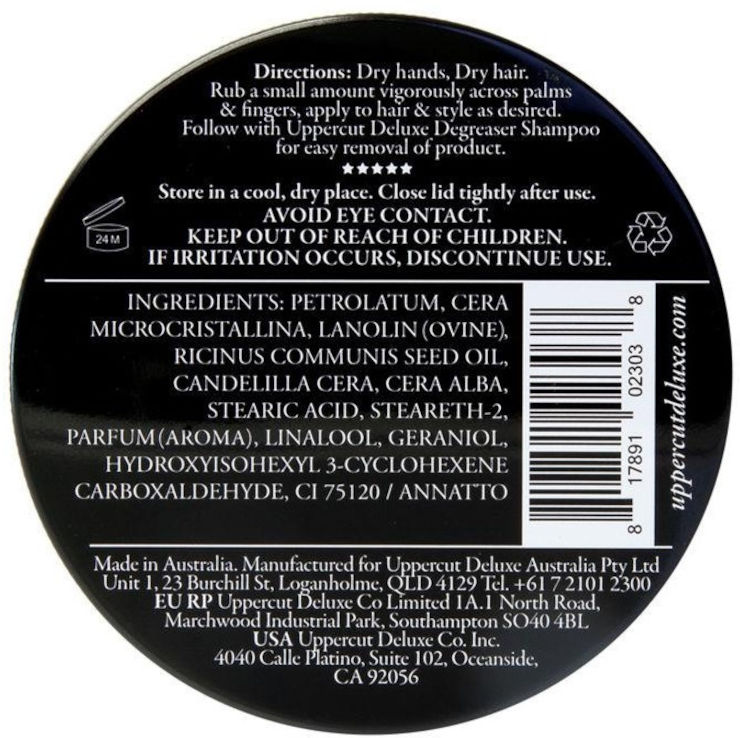 Directions: Dry hands, Dry hair.
Rub a small amount vigorously across palms
& fingers, apply to hair & style as desired.
Follow with Uppercut Deluxe Degreaser Shampoo
for easy removal of product.
Store in a cool, dry place. Close lid tightly after use.
AVOID EYE CONTACT.
KEEP OUT OF REACH OF CHILDREN.
IF IRRITATION OCCURS, DISCONTINUE USE.
24 M
INGREDIENTS: PETROLATUM, CERA
MICROCRISTALLINA, LANOLIN (OVINE),
RICINUS COMMUNIS SEED OIL,
CANDELILLA CERA, CERA ALBA,
STEARIC ACID, STEARETH-2,
PARFUM (AROMA), LINALOOL, GERANIOL,
HYDROXYISOHEXYL 3-CYCLOHEXENE
CARBOXALDEHYDE, CI 75120 / ANNATTO
8 17891 02303 8
uppercutdeluxe.com
Made in Australia. Manufactured for Uppercut Deluxe Australia Pty Ltd
Unit 1, 23 Burchill St, Loganholme, QLD 4129 Tel. +61 7 2101 2300
EU RP Uppercut Deluxe Co Limited 1A.1 North Road,
Marchwood Industrial Park, Southampton SO40 4BL
USA Uppercut Deluxe Co. Inc.
4040 Calle Platino, Suite 102, Oceanside,
CA 92056